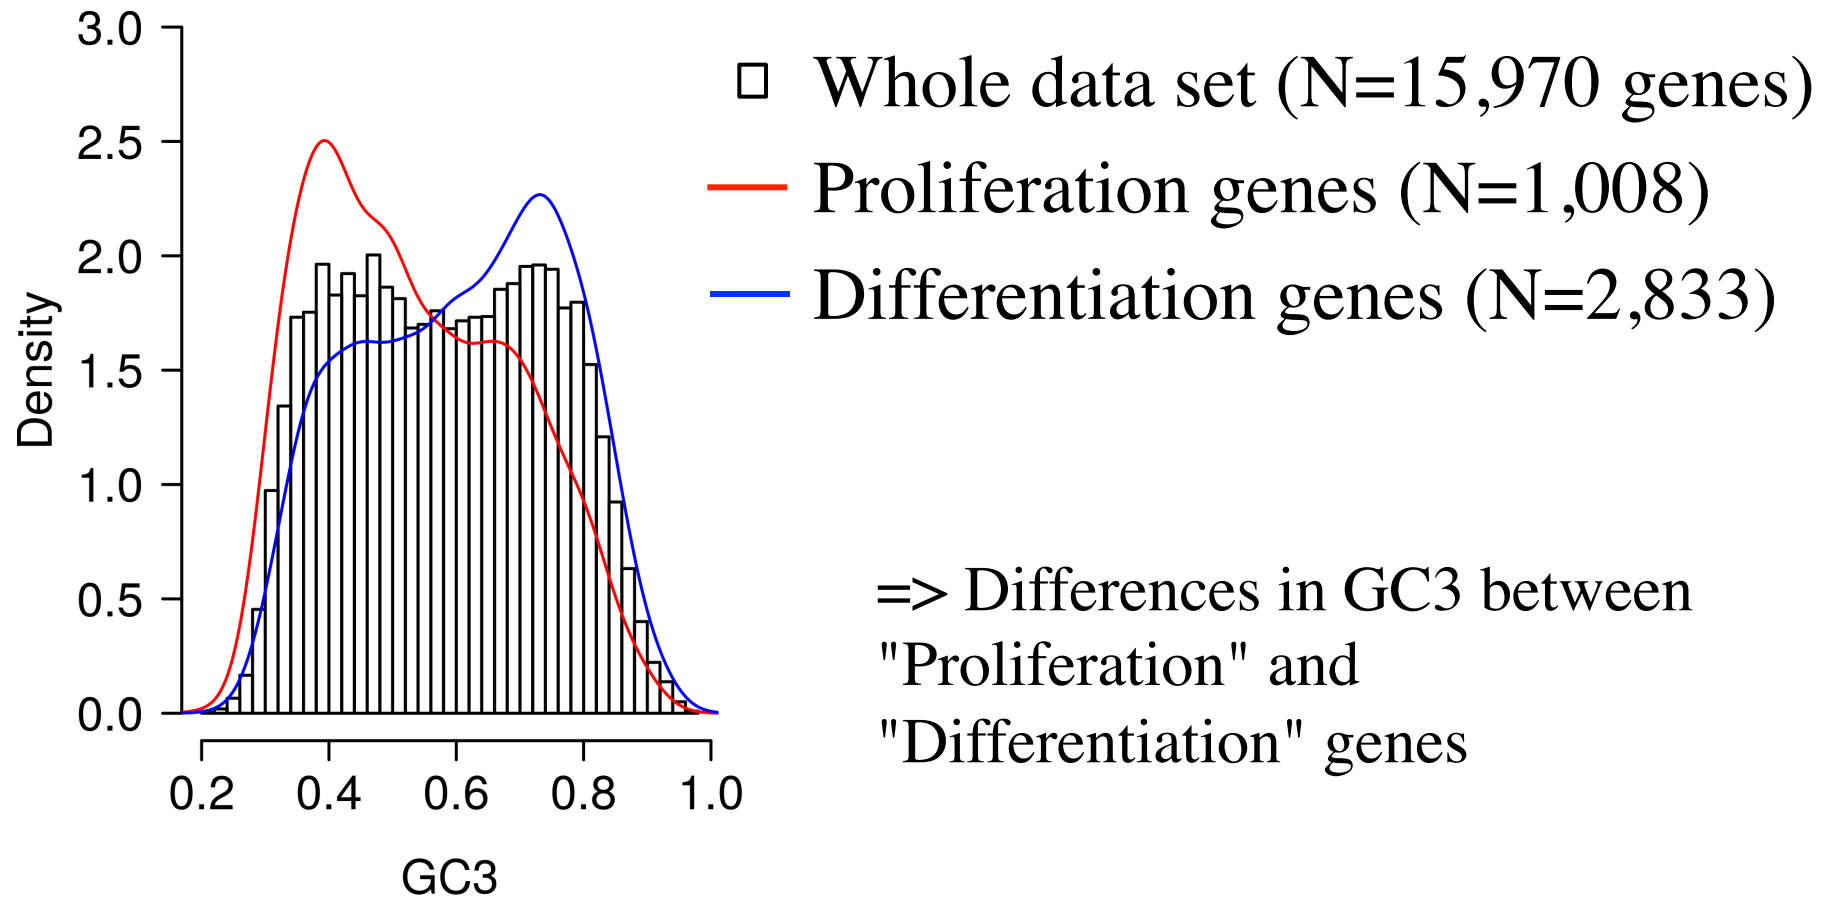 3.0
2.5
2.0
1.5
1.0
0.5
0.0
Density
0.2 0.4 0.6 0.8 1.0
GC3
Whole data set (N=15,970 genes)
Proliferation genes (N=1,008)
Differentiation genes (N=2,833)
=> Differences in GC3 between
"Proliferation" and
"Differentiation" genes